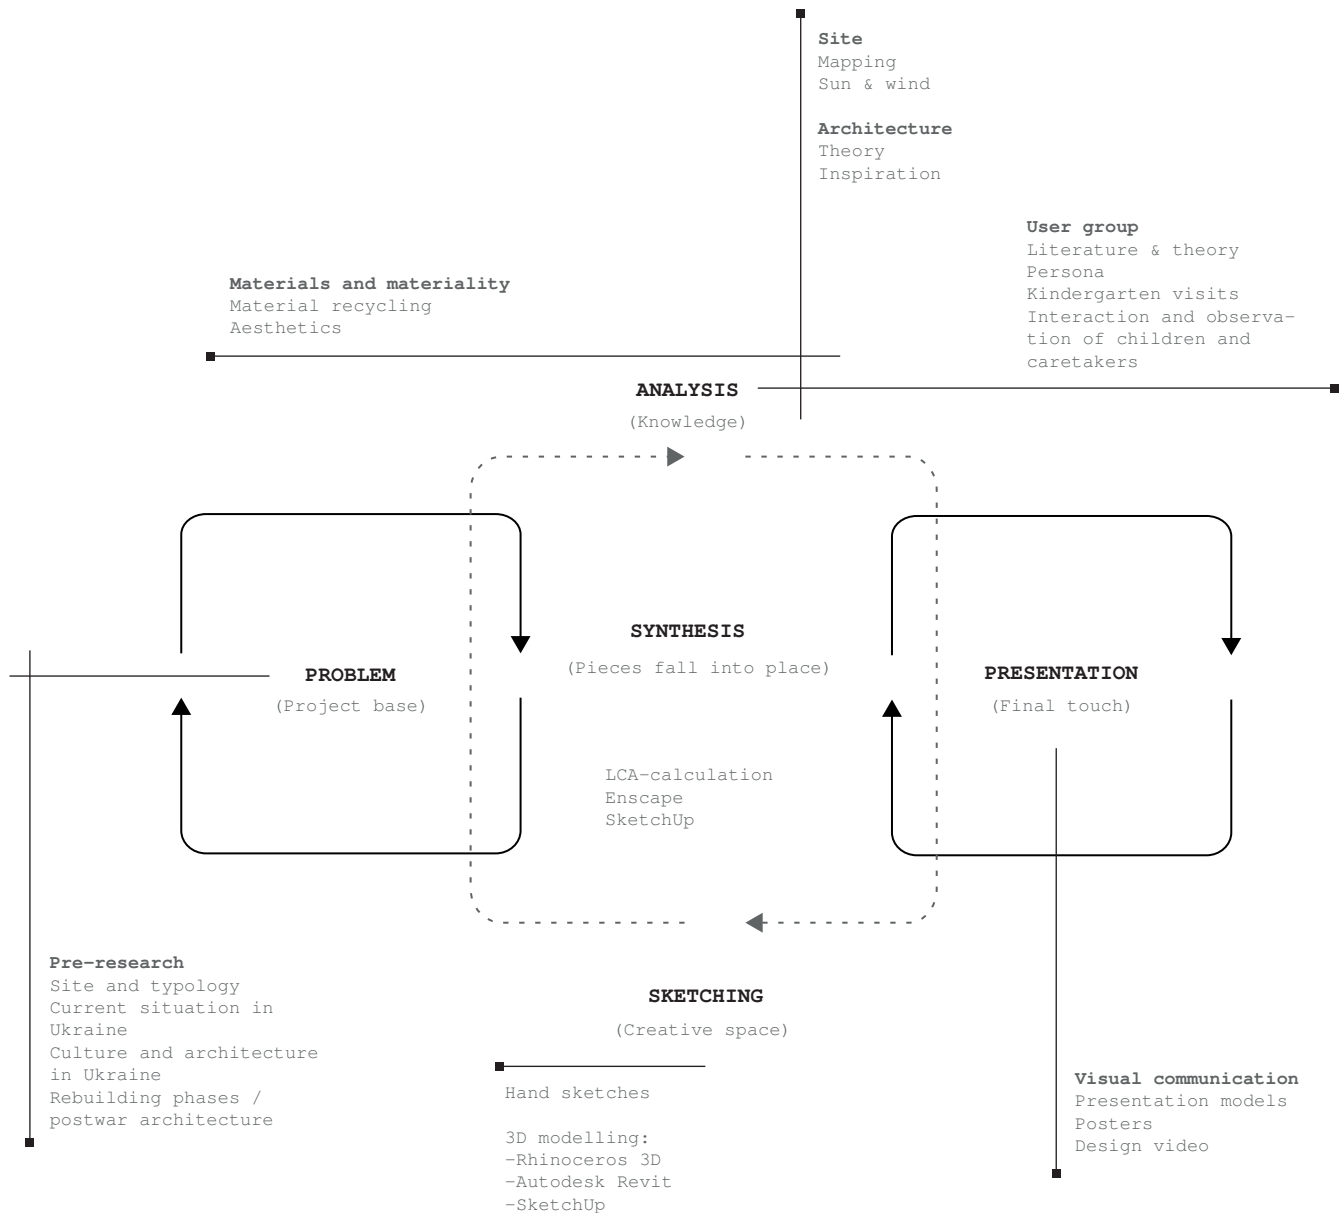 Site
Mapping
Sun & wind
Architecture
Theory
Inspiration
User group
Literature & theory
Persona
Kindergarten visits
Interaction and observa-
tion of children and
caretakers
Materials and materiality
Material recycling
Aesthetics
ANALYSIS
(Knowledge)
SYNTHESIS
(Pieces fall into place)
LCA-calculation
Enscape
SketchUp
PROBLEM
(Project base)
PRESENTATION
(Final touch)
Pre-research
Site and typology
Current situation in
Ukraine
Culture and architecture
in Ukraine
Rebuilding phases /
postwar architecture
SKETCHING
(Creative space)
Hand sketches
3D modelling:
-Rhinoceros 3D
-Autodesk Revit
-SketchUp
Visual communication
Presentation models
Posters
Design video